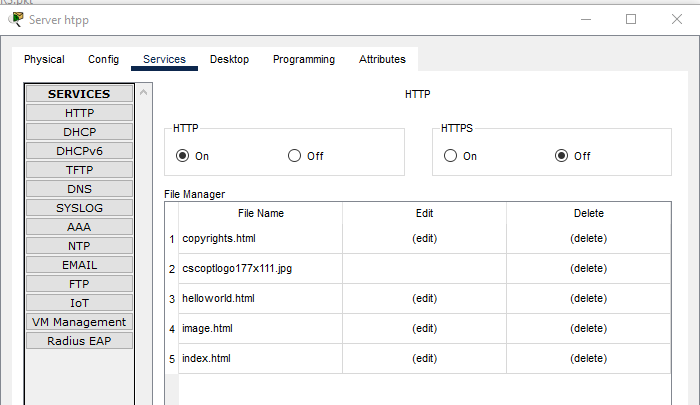 RS.pkt
Server htpp
Physical Config Services Desktop Programming Attributes
SERVICES
HTTP
DHCP
DHCPv6
TFTP
DNS
SYSLOG
AAA
NTP
EMAIL
FTP
IoT
VM Management
Radius EAP
HTTP
HTTP
On Off
HTTPS
On Off
File Manager
File Name Edit Delete
1 copyrights.html (edit) (delete)
2 cscoptlogo177x111.jpg (delete)
3 helloworld.html (edit) (delete)
4 image.html (edit) (delete)
5 index.html (edit) (delete)